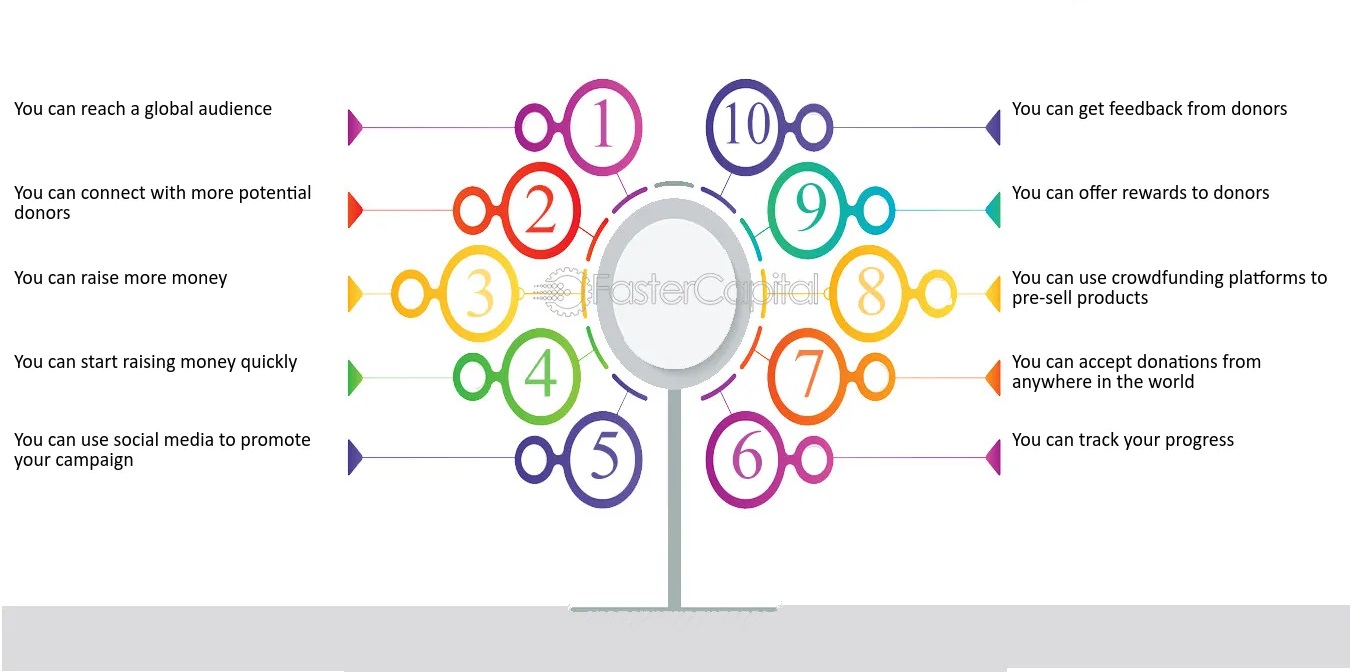 You can reach a global audience
1
10
You can get feedback from donors
You can connect with more potential
donors
2
9
You can offer rewards to donors
You can raise more money
3
FasterCapital
8
You can use crowdfunding platforms to
pre-sell products
You can start raising money quickly
4
7
You can accept donations from
anywhere in the world
You can use social media to promote
your campaign
5
6
You can track your progress